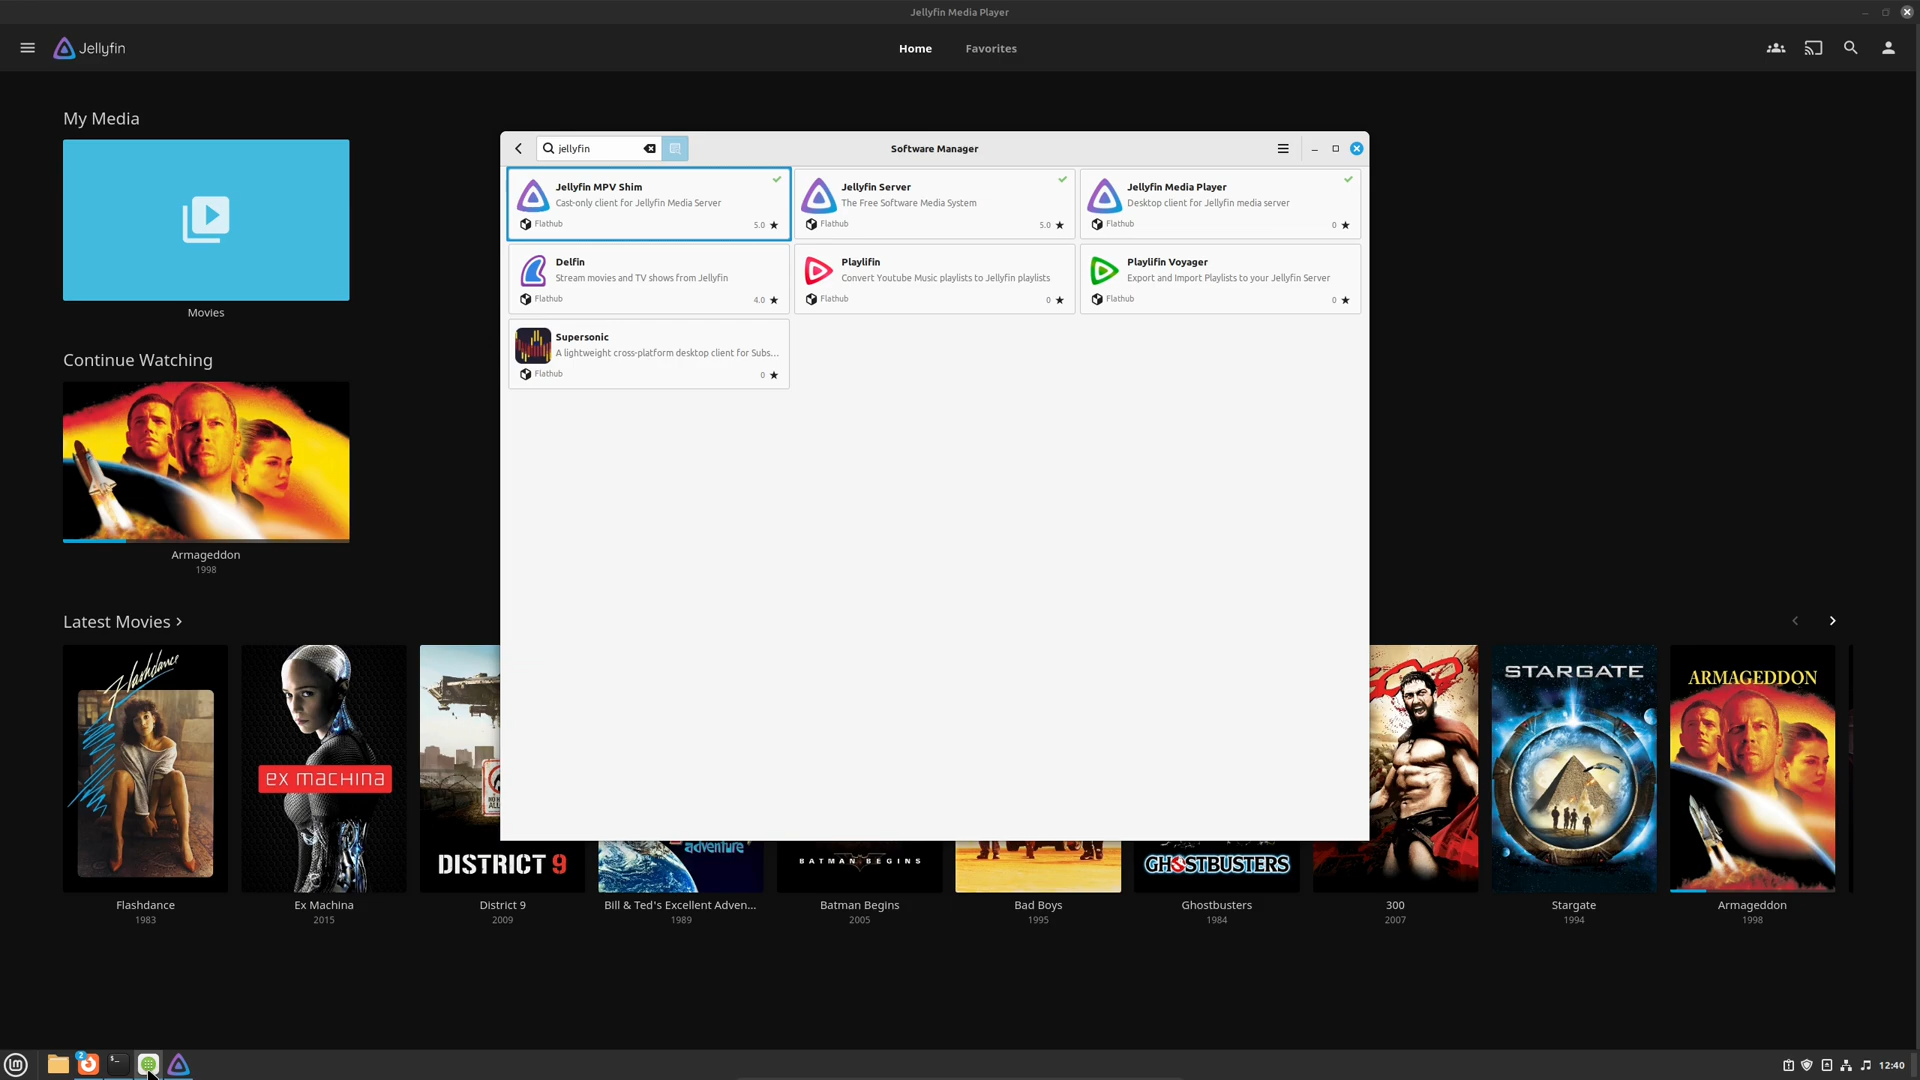 Jellyfin Media Player
Jellyfin
Home
Favorites
My Media
Movies
Continue Watching
Armageddon
1998
jellyfin
Software Manager
Jellyfin MPV Shim
Cast-only client for Jellyfin Media Server
Flathub
5.0
Jellyfin Server
The Free Software Media System
Flathub
5.0
Jellyfin Media Player
Desktop client for Jellyfin media server
Flathub
0
Delfin
Stream movies and TV shows from Jellyfin
Flathub
4.0
Playlifin
Convert Youtube Music playlists to Jellyfin playlists
Flathub
0
Playlifin Voyager
Export and Import Playlists to your Jellyfin Server
Flathub
0
Supersonic
A lightweight cross-platform desktop client for Subs...
Flathub
0
Latest Movies
Flashdance
ex machina
DISTRICT 9
adventure
BATMAN BEGINS
GHOSTBUSTERS
300
STARGATE
ARMAGEDDON
Flashdance
1983
Ex Machina
2015
District 9
2009
Bill & Ted's Excellent Adven...
1989
Batman Begins
2005
Bad Boys
1995
Ghostbusters
1984
300
2007
Stargate
1994
Armageddon
1998
2
12:40